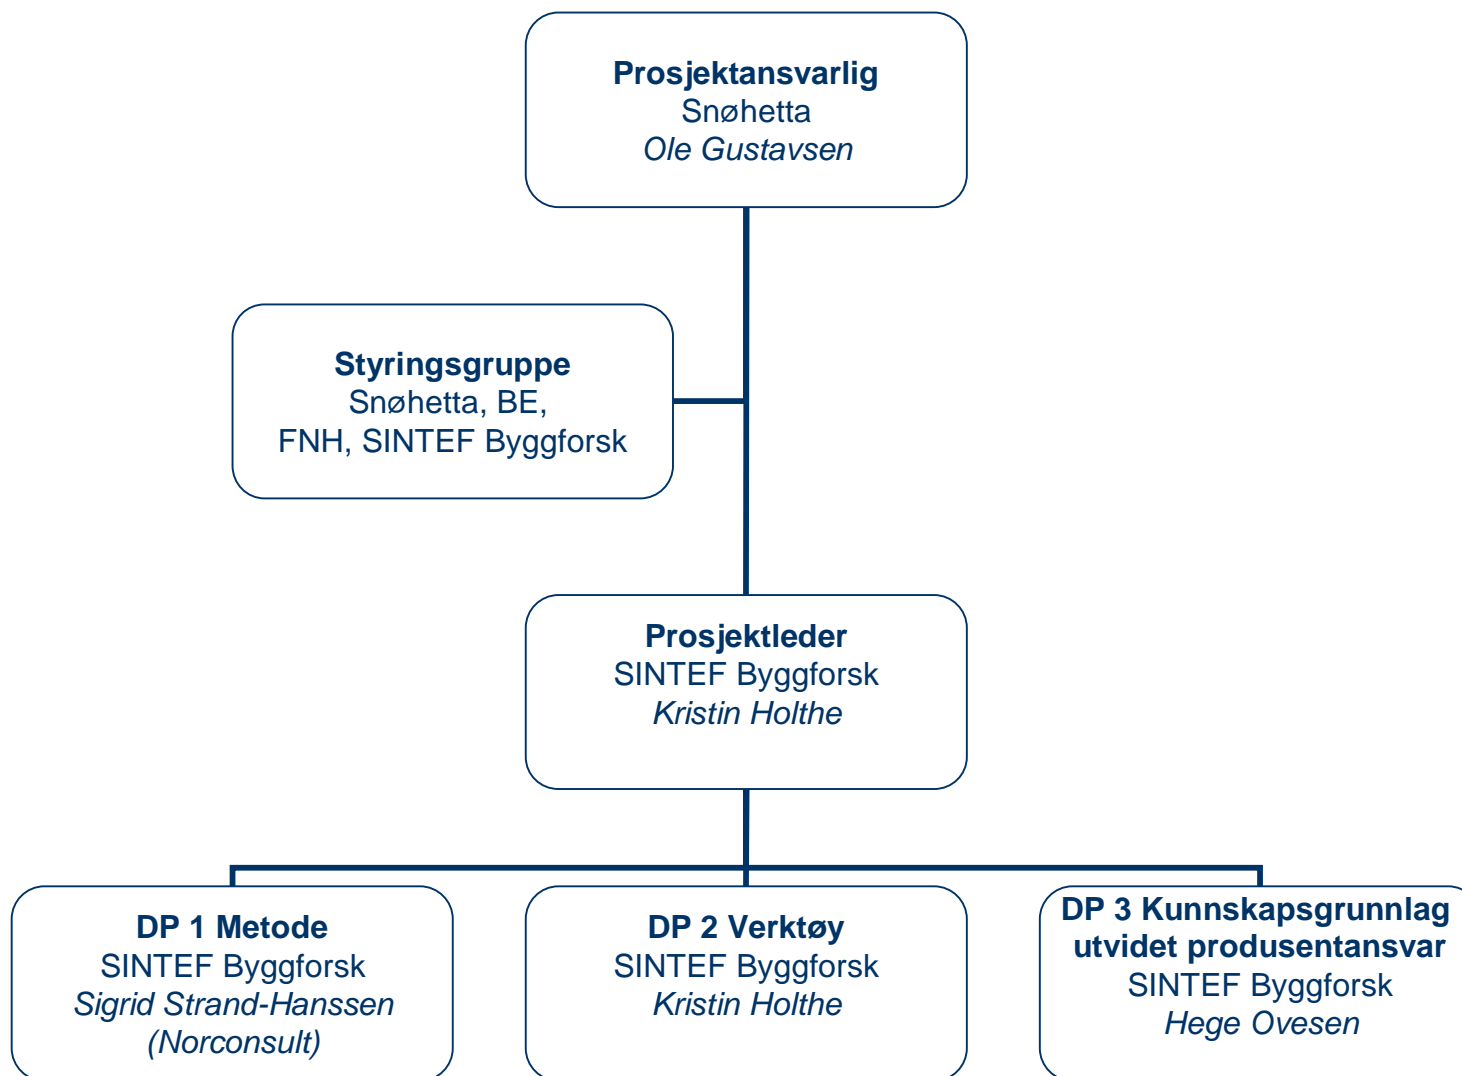 Prosjektansvarlig
Snøhetta
Ole Gustavsen
Styringsgruppe
Snøhetta, BE,
FNH, SINTEF Byggforsk
Prosjektleder
SINTEF Byggforsk
Kristin Holthe
DP 1 Metode
SINTEF Byggforsk
Sigrid Strand-Hanssen
(Norconsult)
DP 2 Verktøy
SINTEF Byggforsk
Kristin Holthe
DP 3 Kunnskapsgrunnlag
utvidet produsentansvar
SINTEF Byggforsk
Hege Ovesen